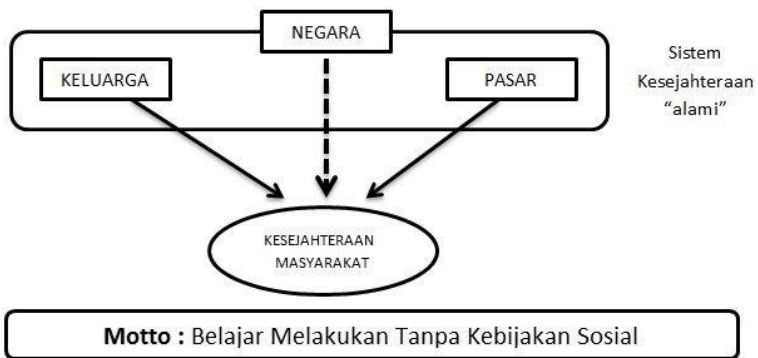 NEGARA
KELUARGA
PASAR
Sistem
Kesejahteraan
“alami”
KESEJAHTERAAN
MASYARAKAT
Motto : Belajar Melakukan Tanpa Kebijakan Sosial